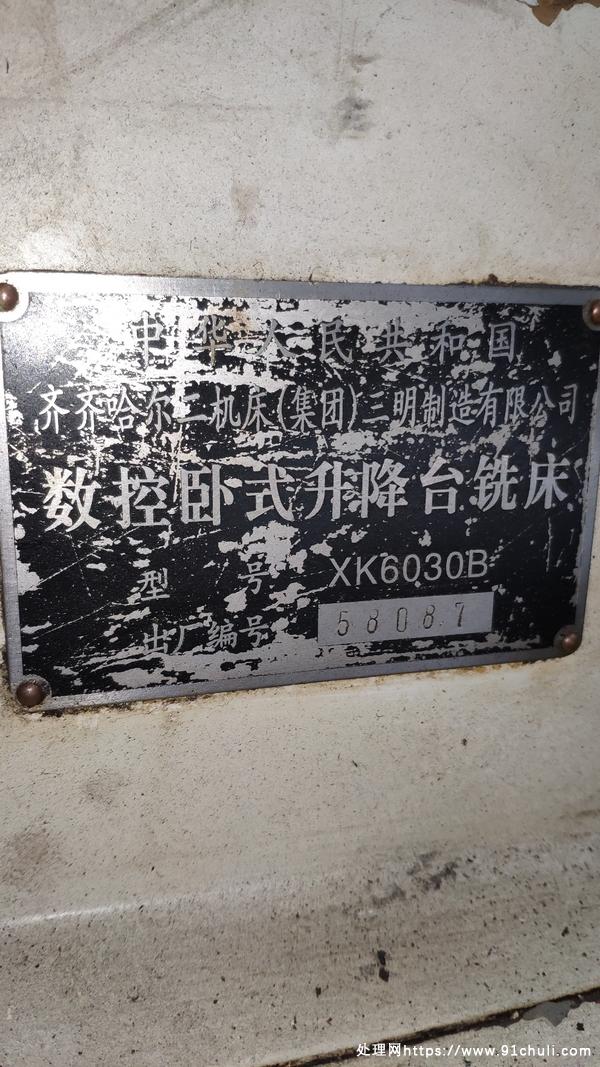 中华人民共和国
齐齐哈尔二机床(集团)三明制造有限公司
数控卧式升降台铣床
型 号 XK6030B
出厂编号 58087
处理网https://www.91chuli.com